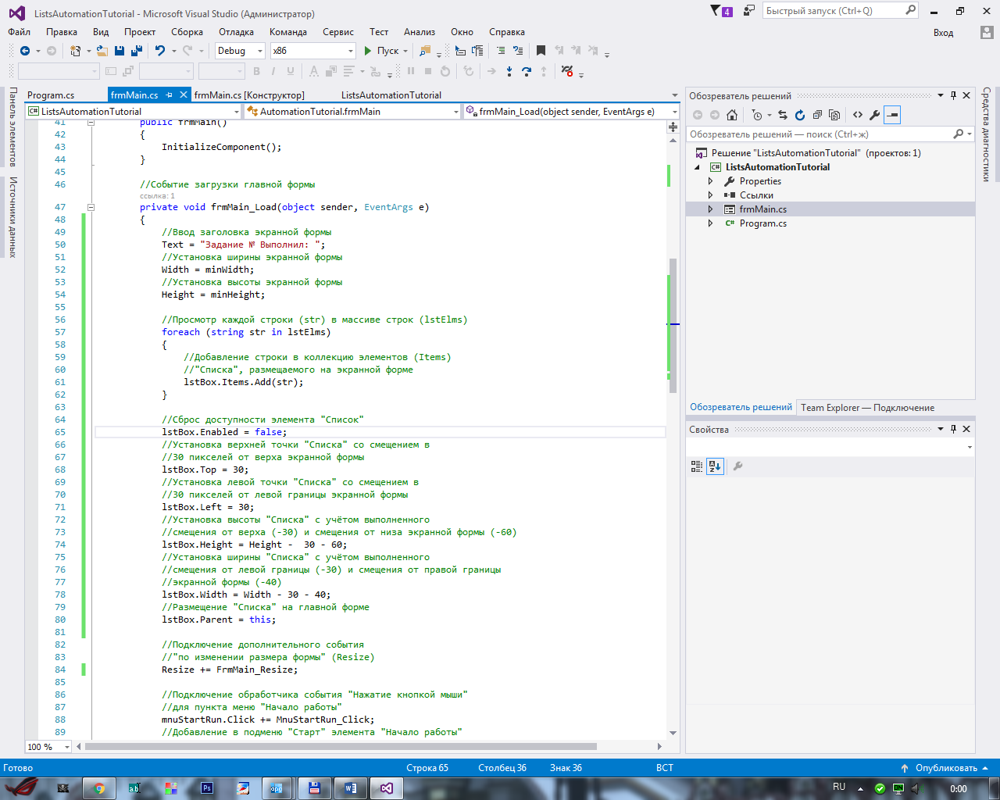 ListsAutomationTutorial - Microsoft Visual Studio (Администратор)
4
Быстрый запуск (Ctrl+Q)
Файл Правка Вид Проект Сборка Отладка Команда Сервис Тест Анализ Окно Справка
Вход
Debug x86 Пуск
Панель элементов
Источники данных
Program.cs frmMain.cs frmMain.cs [Конструктор] ListsAutomationTutorial
ListsAutomationTutorial AutomationTutorial.frmMain frmMain_Load(object sender, EventArgs e)
41 public frmMain()
42 {
43 InitializeComponent();
44 }
45
46 //Событие загрузки главной формы
ссылка: 1
47 private void frmMain_Load(object sender, EventArgs e)
48 {
49 //Ввод заголовка экранной формы
50 Text = "Задание № Выполнил: ";
51 //Установка ширины экранной формы
52 Width = minWidth;
53 //Установка высоты экранной формы
54 Height = minHeight;
55
56 //Просмотр каждой строки (str) в массиве строк (lstElms)
57 foreach (string str in lstElms)
58 {
59 //Добавление строки в коллекцию элементов (Items)
60 //"Списка", размещаемого на экранной форме
61 lstBox.Items.Add(str);
62 }
63
64 //Сброс доступности элемента "Список"
65 lstBox.Enabled = false;
66 //Установка верхней точки "Списка" со смещением в
67 //30 пикселей от верха экранной формы
68 lstBox.Top = 30;
69 //Установка левой точки "Списка" со смещением в
70 //30 пикселей от левой границы экранной формы
71 lstBox.Left = 30;
72 //Установка высоты "Списка" с учётом выполненного
73 //смещения от верха (-30) и смещения от низа экранной формы (-60)
74 lstBox.Height = Height -  30 - 60;
75 //Установка ширины "Списка" с учётом выполненного
76 //смещения от левой границы (-30) и смещения от правой границы
77 //экранной формы (-40)
78 lstBox.Width = Width - 30 - 40;
79 //Размещение "Списка" на главной форме
80 lstBox.Parent = this;
81
82 //Подключение дополнительного события
83 //"по изменении размера формы" (Resize)
84 Resize += FrmMain_Resize;
85
86 //Подключение обработчика события "Нажатие кнопкой мыши"
87 //для пункта меню "Начало работы"
88 mnuStartRun.Click += MnuStartRun_Click;
89 //Добавление в подменю "Старт" элемента "Начало работы"
100 %
Обозреватель решений
Обозреватель решений — поиск (Ctrl+ж)
Решение "ListsAutomationTutorial" (проектов: 1)
C# ListsAutomationTutorial
Properties
Ссылки
frmMain.cs
C# Program.cs
Обозреватель решений Team Explorer — Подключение
Свойства
Средства диагностики
Готово Строка 65 Столбец 36 Знак 36 ВСТ Опубликовать
a.b Ps apg W
RU 0:00